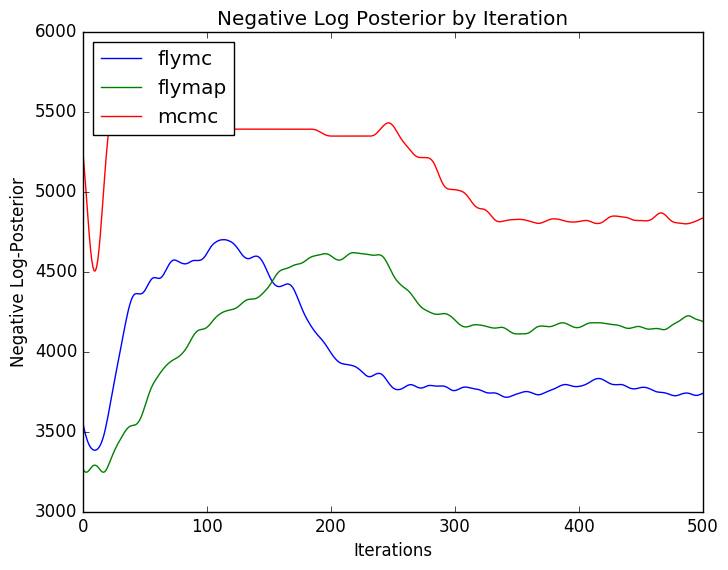 Negative Log Posterior by Iteration
flymc
flymap
mcmc
Negative Log-Posterior
6000
5500
5000
4500
4000
3500
3000
0 100 200 300 400 500
Iterations